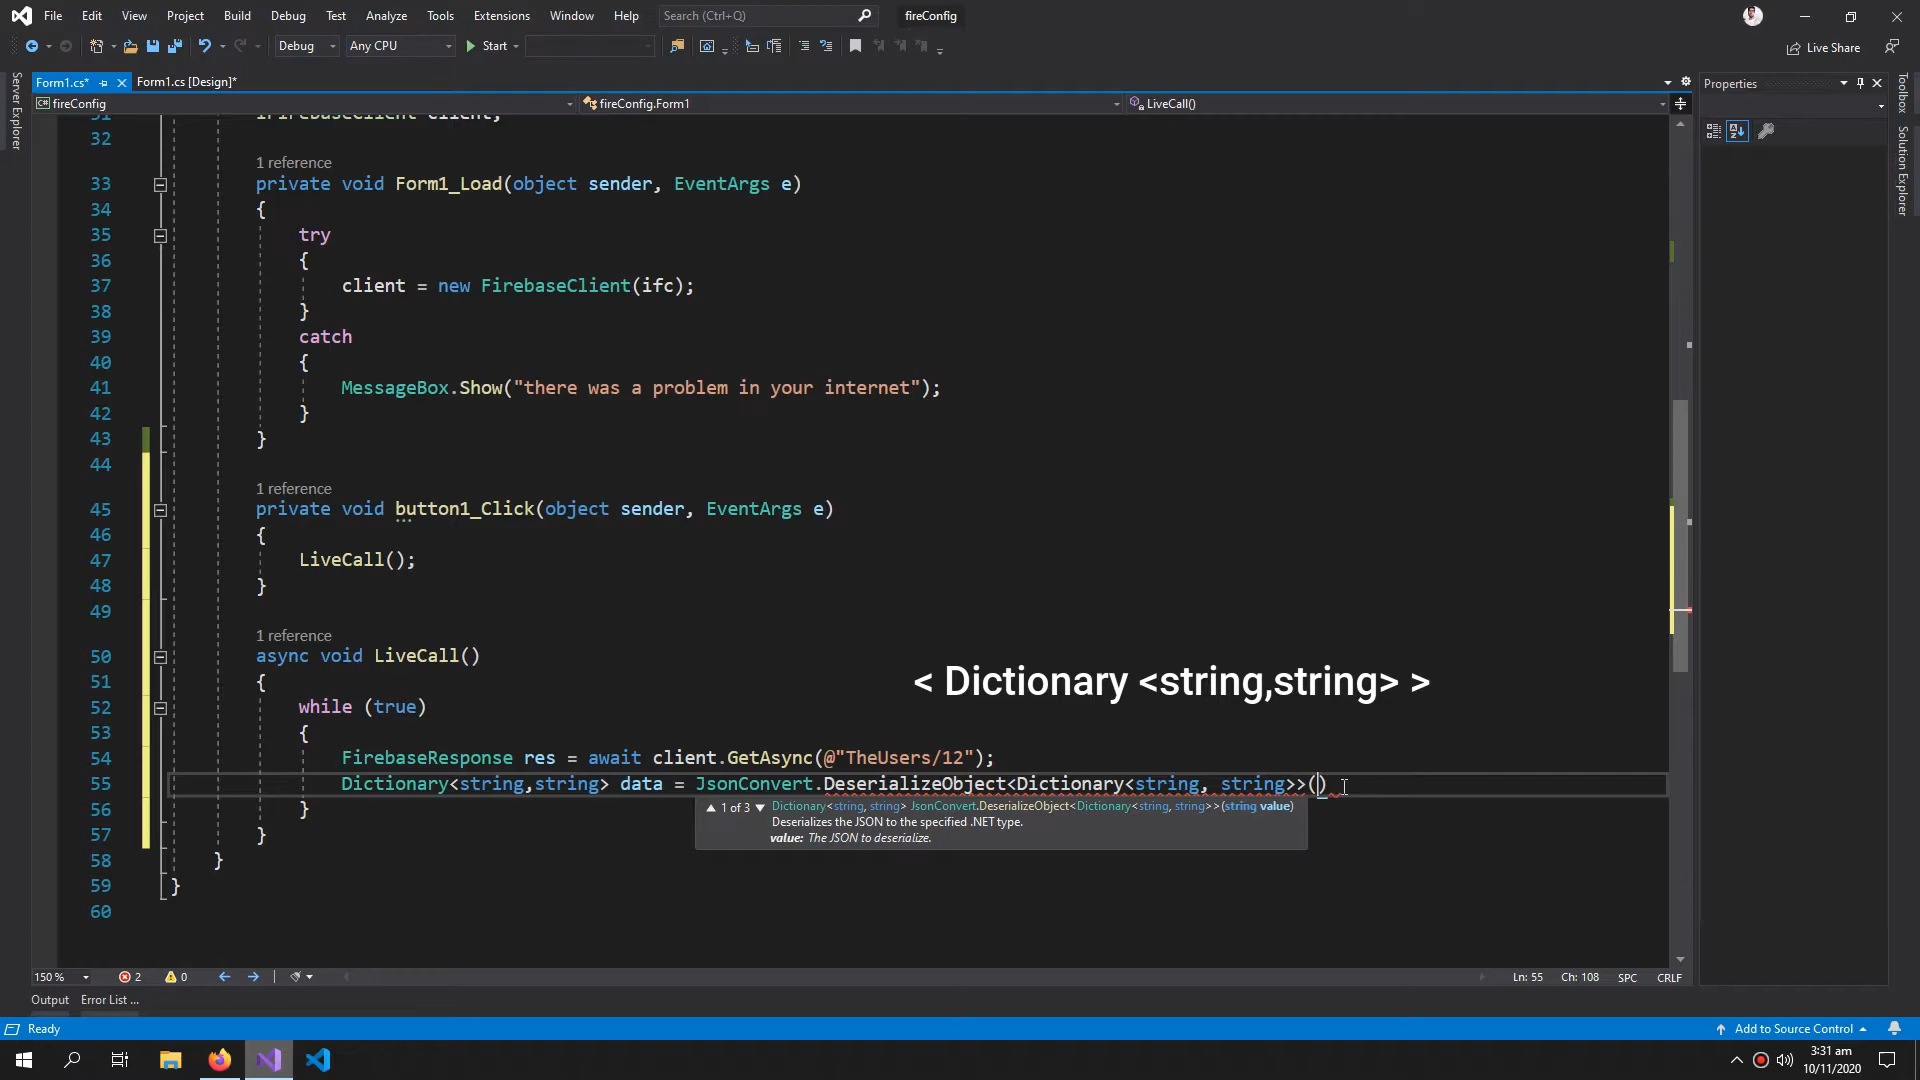 File Edit View Project Build Debug Test Analyze Tools Extensions Window Help Search (Ctrl+Q) fireConfig
Debug Any CPU Start Live Share
Form1.cs* Form1.cs [Design]*
fireConfig fireConfig.Form1 LiveCall()
Server Explorer
Properties
Toolbox
Solution Explorer
31 IFirebaseClient client;
32
1 reference
33 private void Form1_Load(object sender, EventArgs e)
34 {
35 try
36 {
37 client = new FirebaseClient(ifc);
38 }
39 catch
40 {
41 MessageBox.Show("there was a problem in your internet");
42 }
43 }
44
1 reference
45 private void button1_Click(object sender, EventArgs e)
46 {
47 LiveCall();
48 }
49
1 reference
50 async void LiveCall()
51 {
< Dictionary <string,string> >
52 while (true)
53 {
54 FirebaseResponse res = await client.GetAsync(@"TheUsers/12");
55 Dictionary<string,string> data = JsonConvert.DeserializeObject<Dictionary<string, string>>()
56 }
1 of 3 Dictionary<string, string> JsonConvert.DeserializeObject<Dictionary<string, string>>(string value)
Deserializes the JSON to the specified .NET type.
value: The JSON to deserialize.
57 }
58 }
59 }
60
150 % 2 0 Ln: 55 Ch: 108 SPC CRLF
Output Error List ...
Ready Add to Source Control
3:31 am
10/11/2020